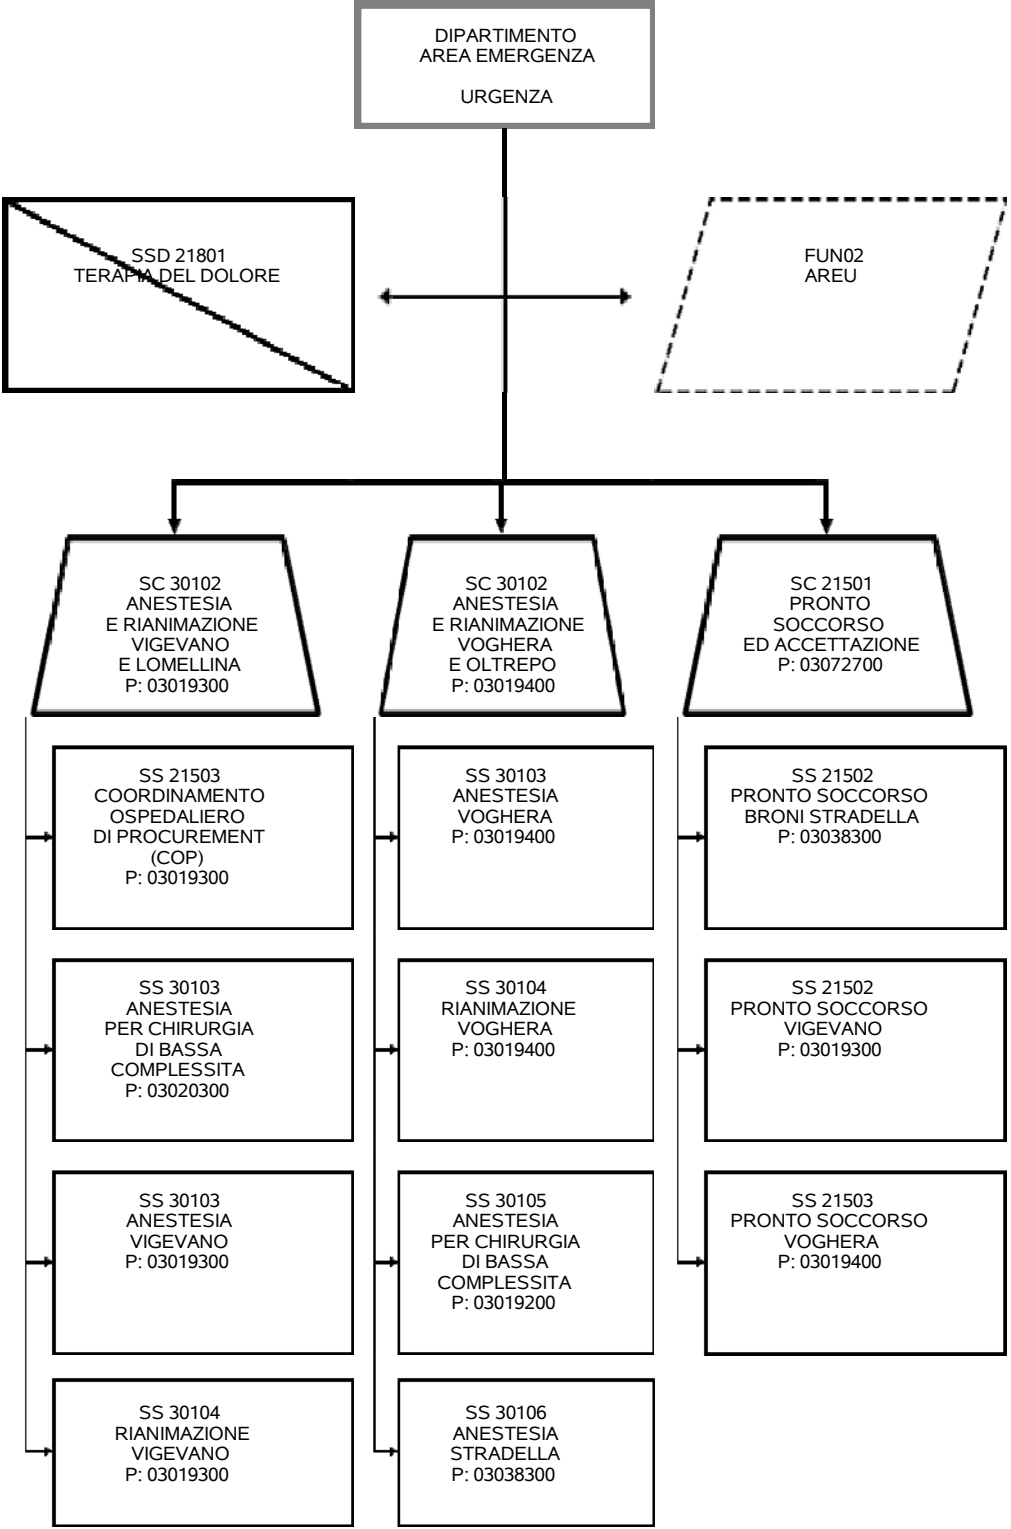 DIPARTIMENTO
AREA EMERGENZA
URGENZA
SSD 21801
TERAPIA DEL DOLORE
FUN02
AREU
SC 30102
ANESTESIA
E RIANIMAZIONE
VIGEVANO
E LOMELLINA
P: 03019300
SC 30102
ANESTESIA
E RIANIMAZIONE
VOGHERA
E OLTREPO
P: 03019400
SC 21501
PRONTO
SOCCORSO
ED ACCETTAZIONE
P: 03072700
SS 21503
COORDINAMENTO
OSPEDALIERO
DI PROCUREMENT
(COP)
P: 03019300
SS 30103
ANESTESIA
VOGHERA
P: 03019400
SS 21502
PRONTO SOCCORSO
BRONI STRADELLA
P: 03038300
SS 30103
ANESTESIA
PER CHIRURGIA
DI BASSA
COMPLESSITA
P: 03020300
SS 30104
RIANIMAZIONE
VOGHERA
P: 03019400
SS 21502
PRONTO SOCCORSO
VIGEVANO
P: 03019300
SS 30103
ANESTESIA
VIGEVANO
P: 03019300
SS 30105
ANESTESIA
PER CHIRURGIA
DI BASSA
COMPLESSITA
P: 03019200
SS 21503
PRONTO SOCCORSO
VOGHERA
P: 03019400
SS 30104
RIANIMAZIONE
VIGEVANO
P: 03019300
SS 30106
ANESTESIA
STRADELLA
P: 03038300